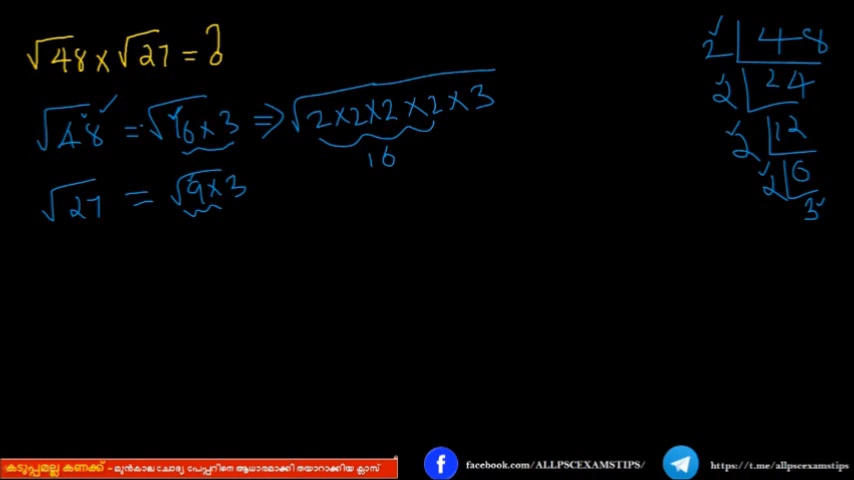 √48 × √27 = ?
√48 = √16×3 ⇒ √2×2×2×2×3
16
√27 = √9×3
2 | 48
2 | 24
2 | 12
2 | 6
3
കടുപ്പമല്ല കണക്ക് - മുൻകാല ചോദ്യ പേപ്പറിനെ ആധാരമാക്കി തയാറാക്കിയ ക്ലാസ്
facebook.com/ALLPSCEXAMSTIPS/
https://t.me/allpscexamstips